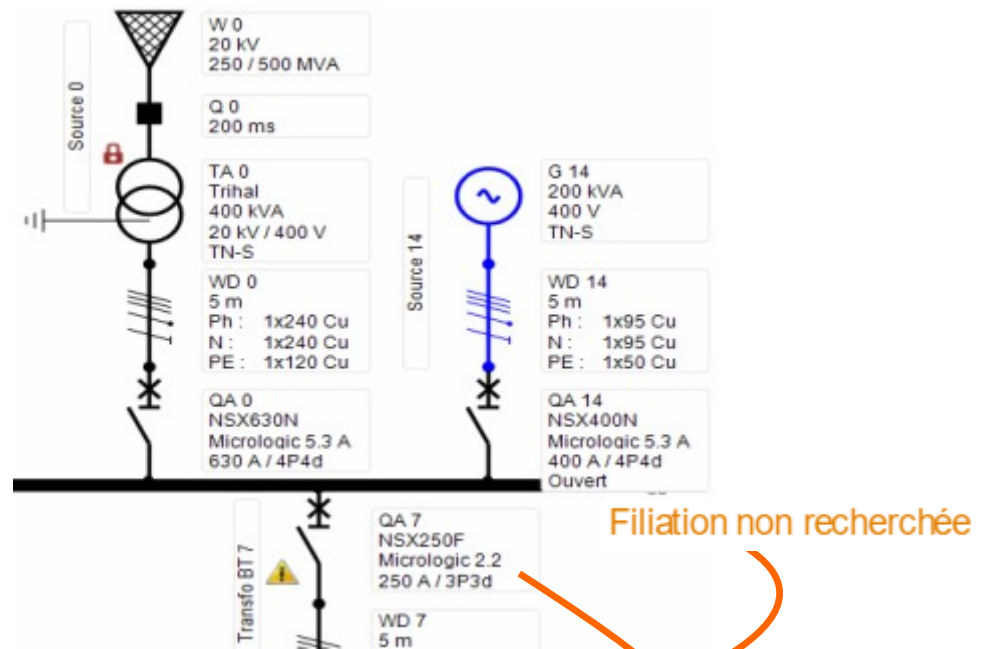 Source 0
W 0
20 kV
250 / 500 MVA
Q 0
200 ms
TA 0
Trihal
400 kVA
20 kV / 400 V
TN-S
WD 0
5 m
Ph : 1x240 Cu
N : 1x240 Cu
PE : 1x120 Cu
QA 0
NSX630N
Micrologic 5.3 A
630 A / 4P4d
Source 14
G 14
200 kVA
400 V
TN-S
WD 14
5 m
Ph : 1x95 Cu
N : 1x95 Cu
PE : 1x50 Cu
QA 14
NSX400N
Micrologic 5.3 A
400 A / 4P4d
Ouvert
Filiation non recherchée
Transfo BT 7
QA 7
NSX250F
Micrologic 2.2
250 A / 3P3d
WD 7
5 m